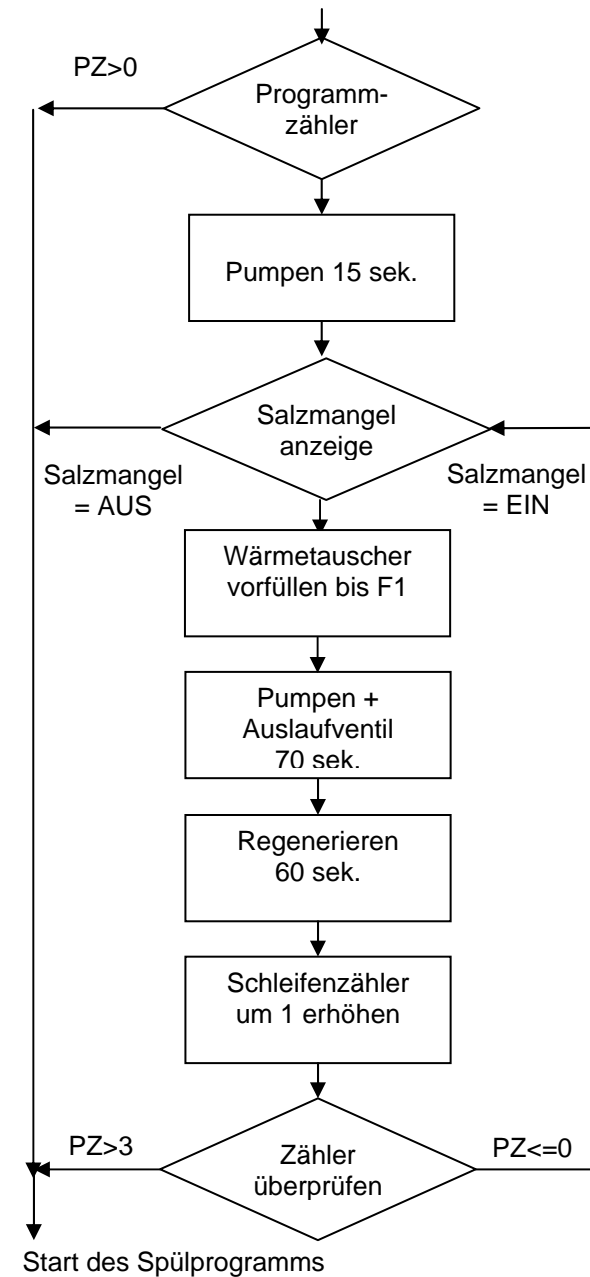 PZ>0
Programm-
zähler
Pumpen 15 sek.
Salzmangel
anzeige
Salzmangel
= AUS
Salzmangel
= EIN
Wärmetauscher
vorfüllen bis F1
Pumpen +
Auslaufventil
70 sek.
Regenerieren
60 sek.
Schleifenzähler
um 1 erhöhen
PZ>3
Zähler
überprüfen
PZ<=0
Start des Spülprogramms